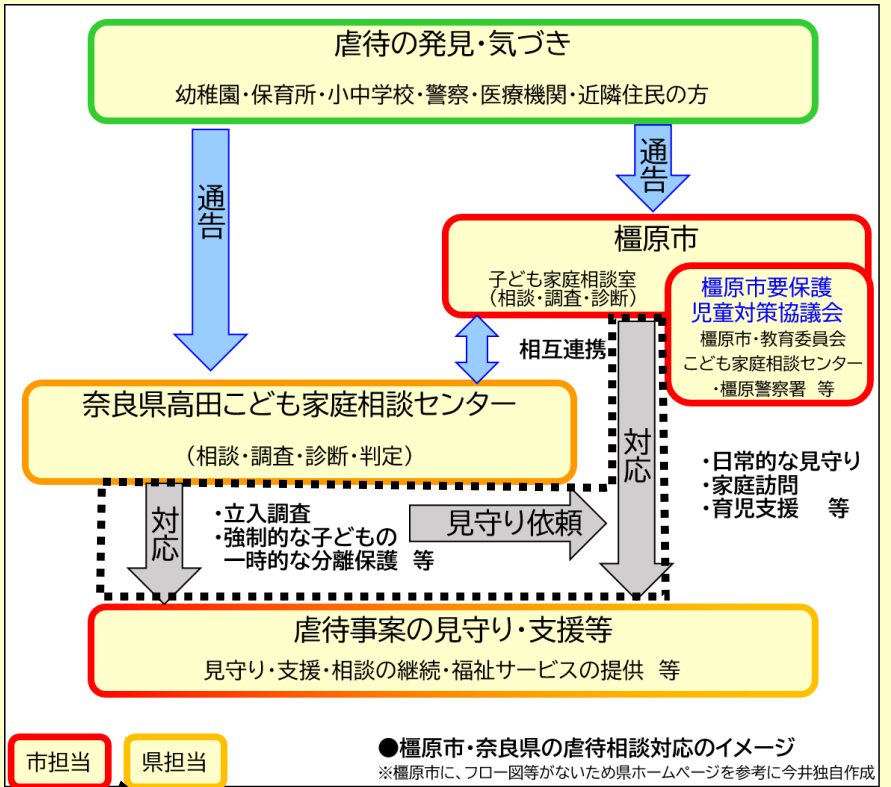 虐待の発見・気づき
幼稚園・保育所・小中学校・警察・医療機関・近隣住民の方
通告
通告
橿原市
子ども家庭相談室
（相談・調査・診断）
橿原市要保護
児童対策協議会
橿原市・教育委員会
こども家庭相談センター
・橿原警察署 等
相互連携
奈良県高田こども家庭相談センター
（相談・調査・診断・判定）
対応
・日常的な見守り
・家庭訪問
・育児支援 等
対応
・立入調査
・強制的な子どもの
一時的な分離保護 等
見守り依頼
虐待事案の見守り・支援等
見守り・支援・相談の継続・福祉サービスの提供 等
市担当
県担当
●橿原市・奈良県の虐待相談対応のイメージ
※橿原市に、フロー図等がないため県ホームページを参考に今井独自作成